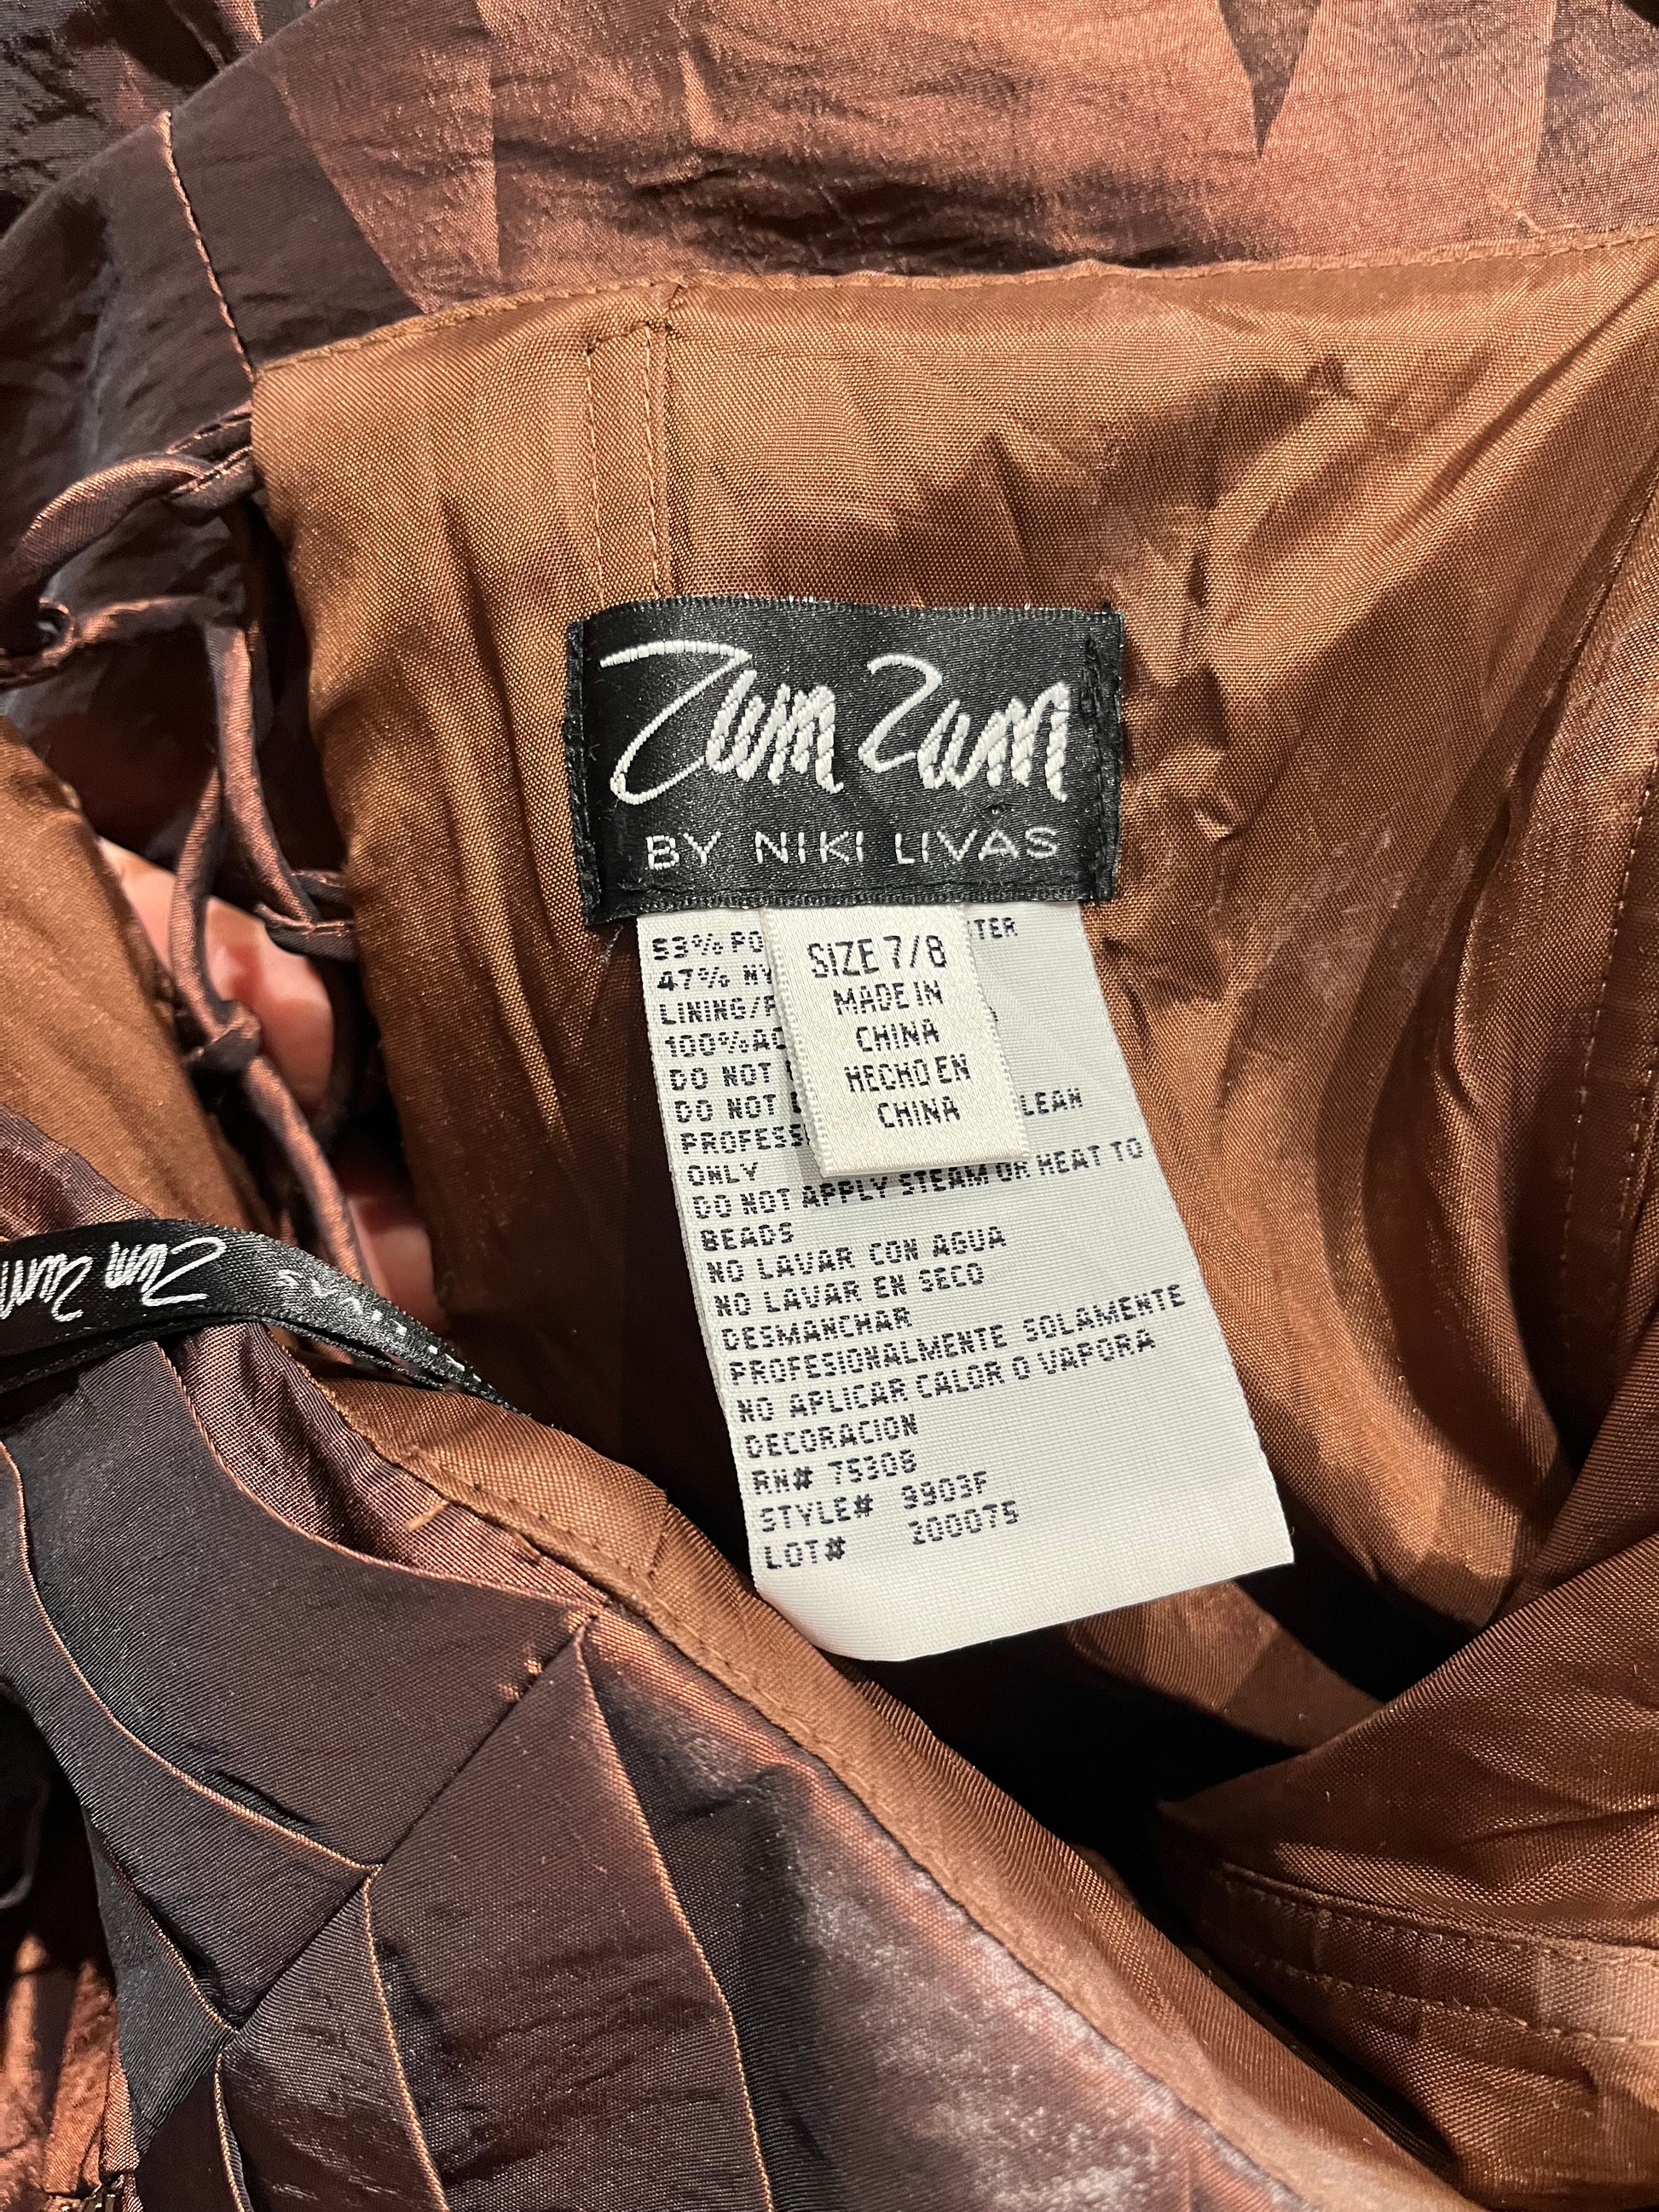 Zum Zum
BY NIKI LIVAS
SIZE 7/8
MADE IN
CHINA
HECHO EN
CHINA
53% PO TER
47% NY
LINING/
100% AC
DO NOT
DO NOT LEAN
PROFESS
ONLY
DO NOT APPLY STEAM OR HEAT TO
BEADS
NO LAVAR CON AGUA
NO LAVAR EN SECO
DESMANCHAR
PROFESIONALMENTE SOLAMENTE
NO APLICAR CALOR O VAPORA
DECORACION
RN# 75308
STYLE# 9903F
LOT# 200075
Zum Zum